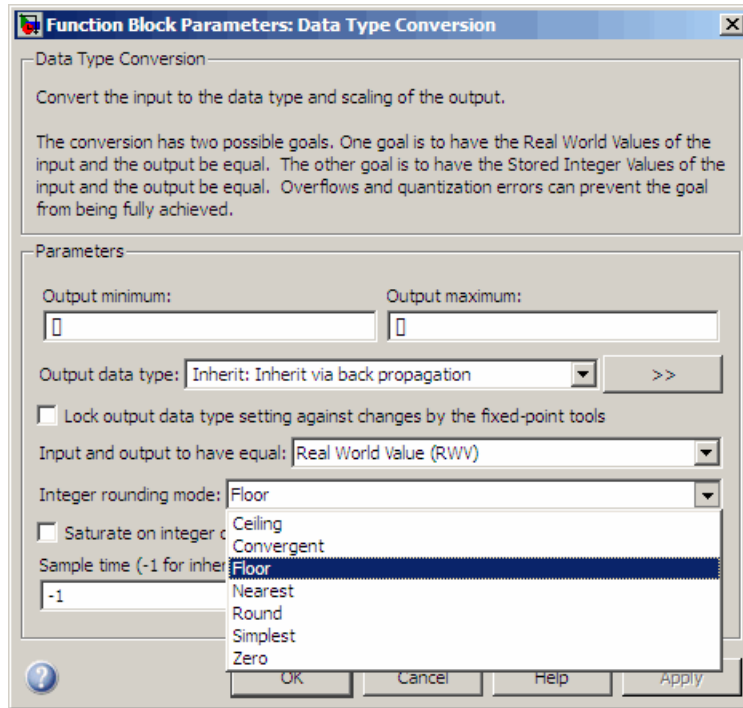 Function Block Parameters: Data Type Conversion
Data Type Conversion
Convert the input to the data type and scaling of the output.
The conversion has two possible goals. One goal is to have the Real World Values of the
input and the output be equal. The other goal is to have the Stored Integer Values of the
input and the output be equal. Overflows and quantization errors can prevent the goal
from being fully achieved.
Parameters
Output minimum: Output maximum:
[] []
Output data type: Inherit: Inherit via back propagation >>
Lock output data type setting against changes by the fixed-point tools
Input and output to have equal: Real World Value (RWV)
Integer rounding mode: Floor
Saturate on integer
Ceiling
Convergent
Sample time (-1 for
Floor
-1
Nearest
Round
Simplest
Zero
OK Cancel Help Apply